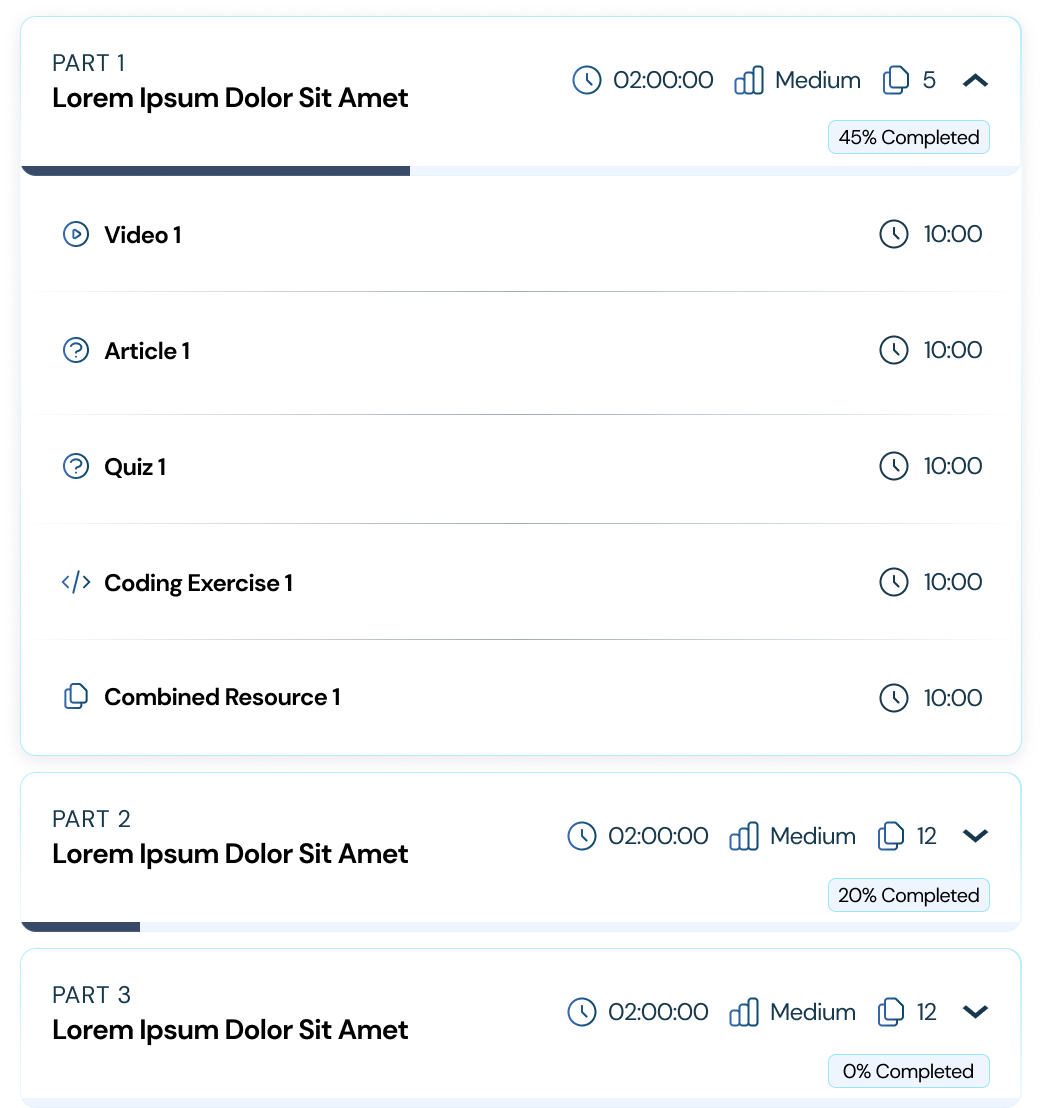 PART 1
Lorem Ipsum Dolor Sit Amet
02:00:00 Medium 5
45% Completed
Video 1 10:00
Article 1 10:00
Quiz 1 10:00
Coding Exercise 1 10:00
Combined Resource 1 10:00
PART 2
Lorem Ipsum Dolor Sit Amet
02:00:00 Medium 12
20% Completed
PART 3
Lorem Ipsum Dolor Sit Amet
02:00:00 Medium 12
0% Completed